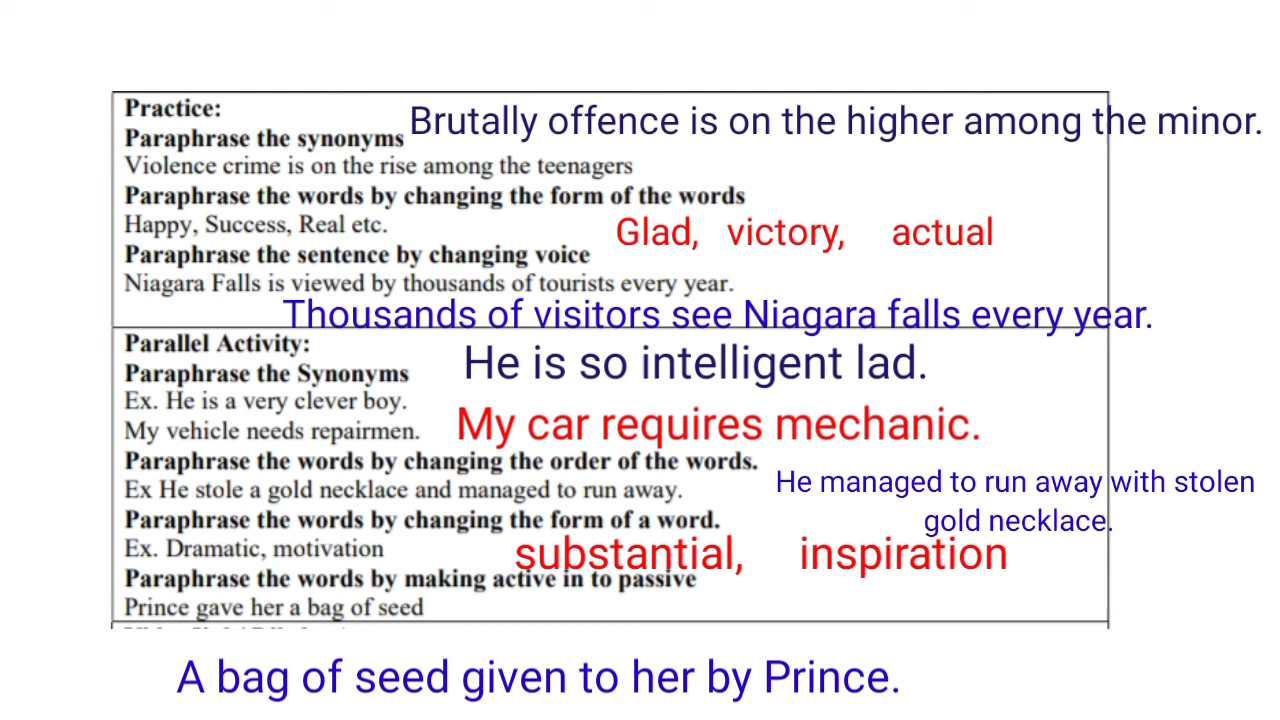 Practice:
Brutally offence is on the higher among the minor.
Paraphrase the synonyms
Violence crime is on the rise among the teenagers
Paraphrase the words by changing the form of the words
Happy, Success, Real etc.
Glad, victory, actual
Paraphrase the sentence by changing voice
Niagara Falls is viewed by thousands of tourists every year.
Thousands of visitors see Niagara falls every year.
Parallel Activity:
Paraphrase the Synonyms
He is so intelligent lad.
Ex. He is a very clever boy.
My vehicle needs repairmen.
My car requires mechanic.
Paraphrase the words by changing the order of the words.
Ex He stole a gold necklace and managed to run away.
He managed to run away with stolen
gold necklace.
Paraphrase the words by changing the form of a word.
Ex. Dramatic, motivation
substantial, inspiration
Paraphrase the words by making active in to passive
Prince gave her a bag of seed
A bag of seed given to her by Prince.